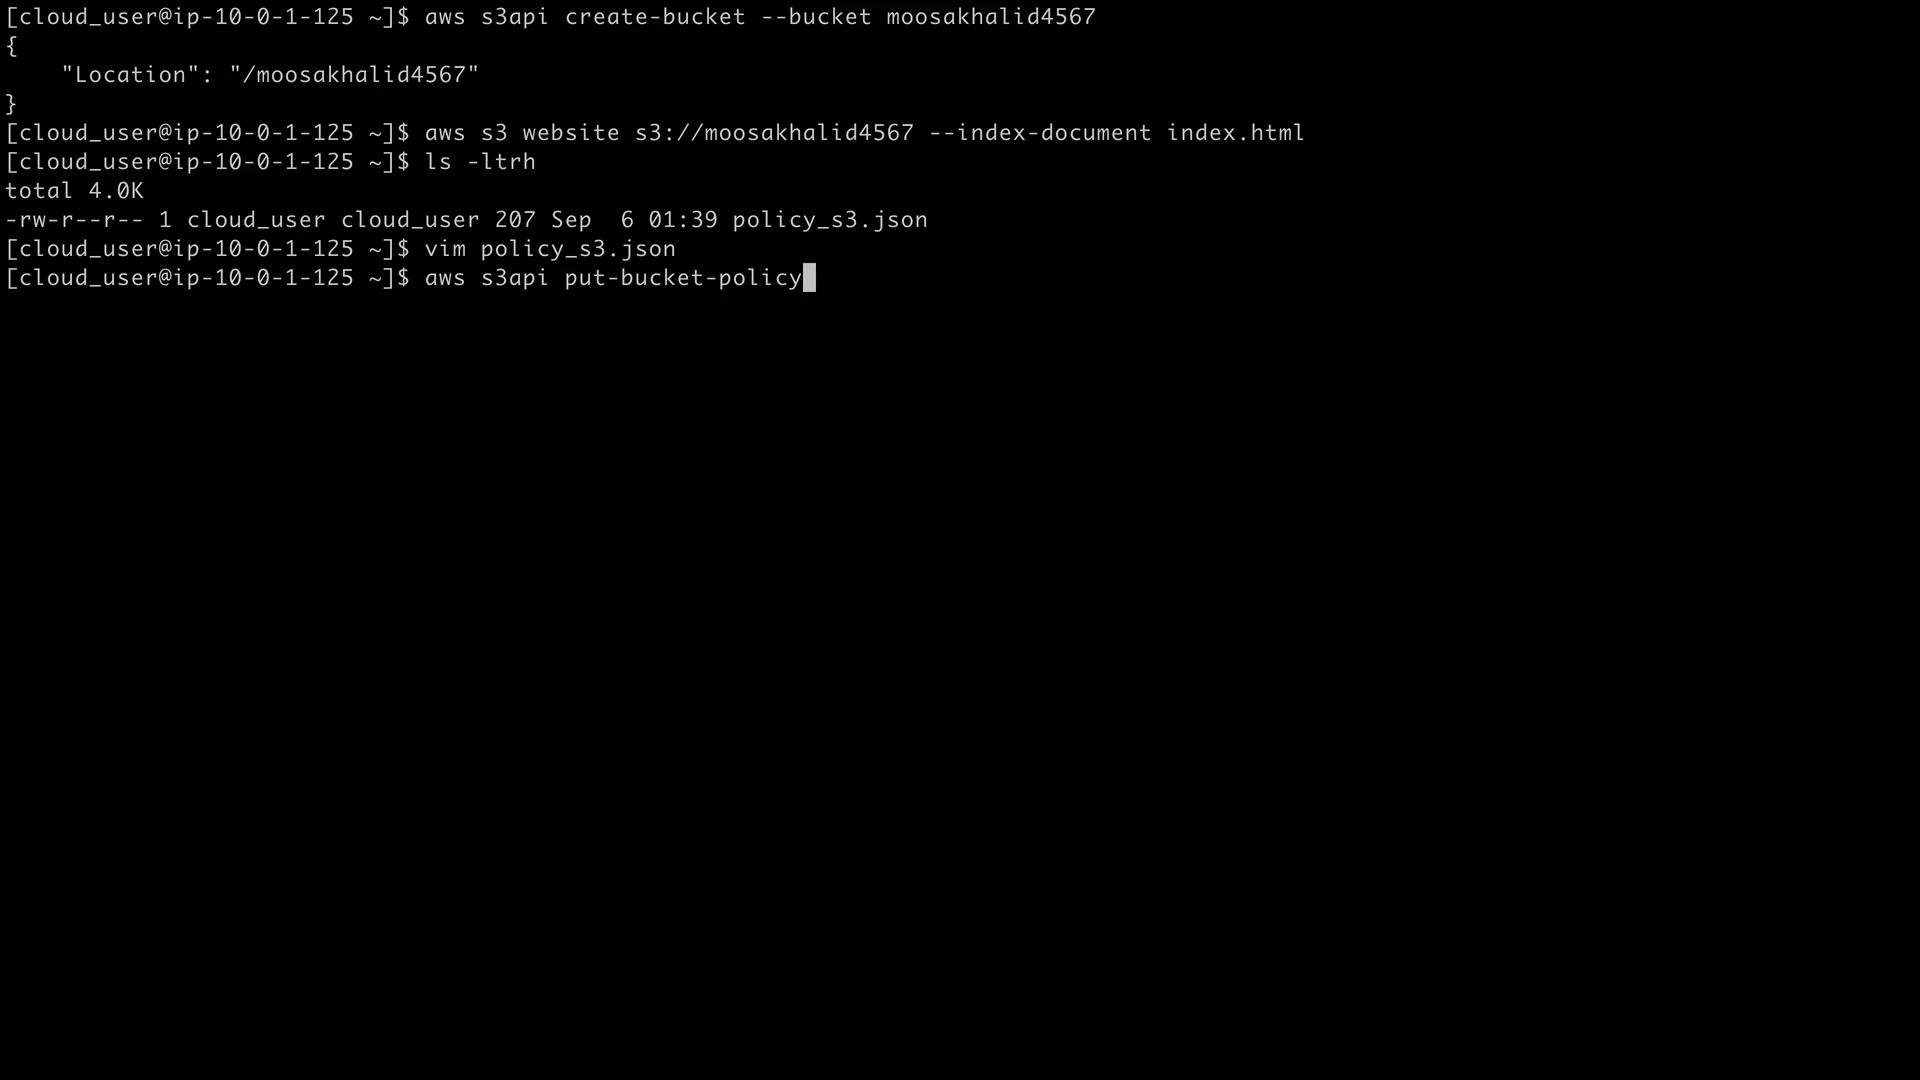 [cloud_user@ip-10-0-1-125 ~]$ aws s3api create-bucket --bucket moosakhalid4567
{
    "Location": "/moosakhalid4567"
}
[cloud_user@ip-10-0-1-125 ~]$ aws s3 website s3://moosakhalid4567 --index-document index.html
[cloud_user@ip-10-0-1-125 ~]$ ls -ltrh
total 4.0K
-rw-r--r-- 1 cloud_user cloud_user 207 Sep  6 01:39 policy_s3.json
[cloud_user@ip-10-0-1-125 ~]$ vim policy_s3.json
[cloud_user@ip-10-0-1-125 ~]$ aws s3api put-bucket-policy